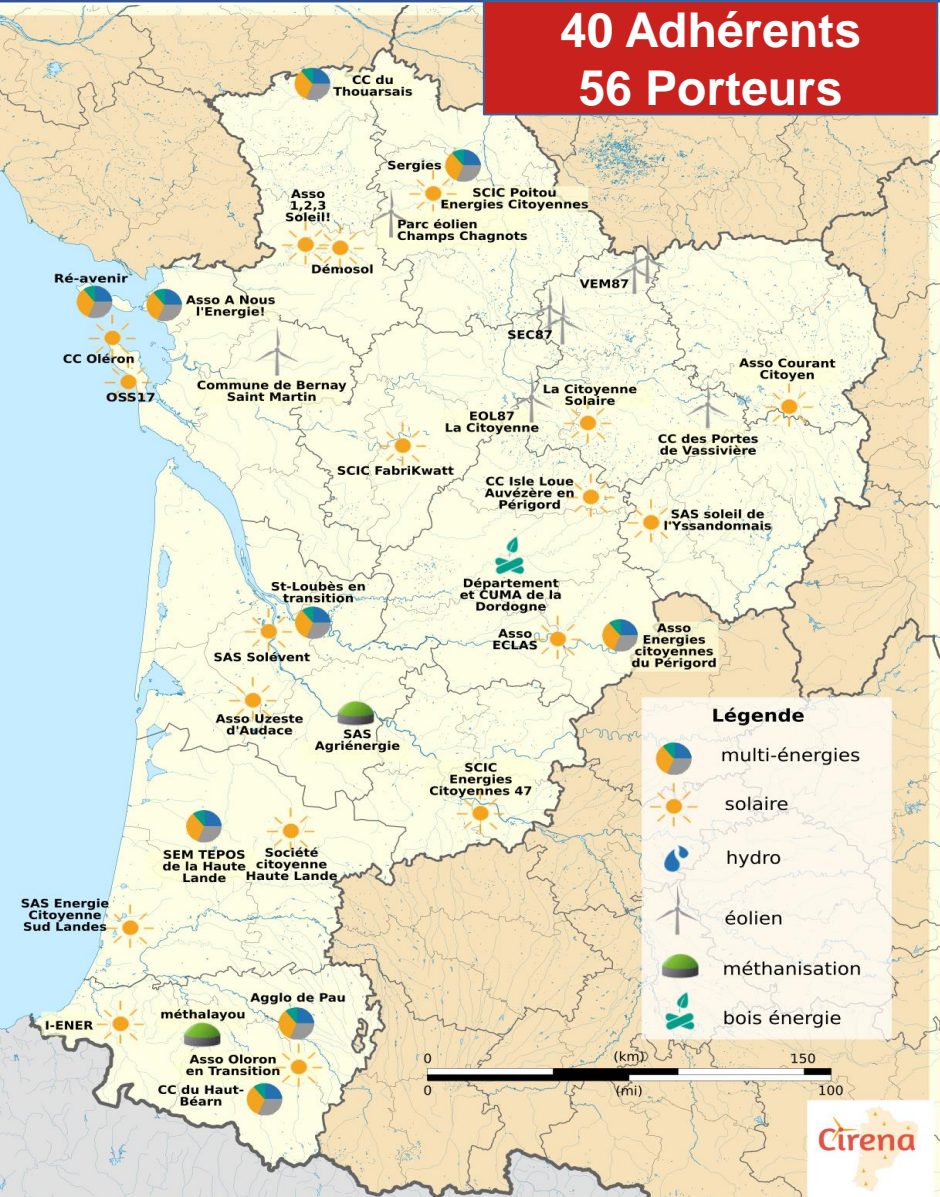 40 Adhérents
56 Porteurs
CC du
Thouarsais
Sergies
SCIC Poitou
Energies Citoyennes
Asso
1,2,3
Soleil!
Parc éolien
Champs Chagnots
Démosol
Ré-avenir
Asso A Nous
l'Energie!
VEM87
CC Oléron
SEC87
OSS17
Commune de Bernay
Saint Martin
Asso Courant
Citoyen
La Citoyenne
Solaire
EOL87
La Citoyenne
CC des Portes
de Vassivière
SCIC FabriKwatt
CC Isle Loue
Auvézère en
Périgord
SAS soleil de
l'Yssandonnais
Département
et CUMA de la
Dordogne
St-Loubès en
transition
SAS Solévent
Asso
ECLAS
Asso
Energies
citoyennes
du Périgord
Asso Uzeste
d'Audace
SAS
Agriénergie
SCIC
Energies
Citoyennes 47
SEM TEPOS
de la Haute
Lande
Société
citoyenne
Haute Lande
SAS Energie
Citoyenne
Sud Landes
I-ENER
méthalayou
Agglo de Pau
Asso Oloron
en Transition
CC du Haut-
Béarn
Légende
multi-énergies
solaire
hydro
éolien
méthanisation
bois énergie
0 (km) 150
0 (mi) 100
Cirena